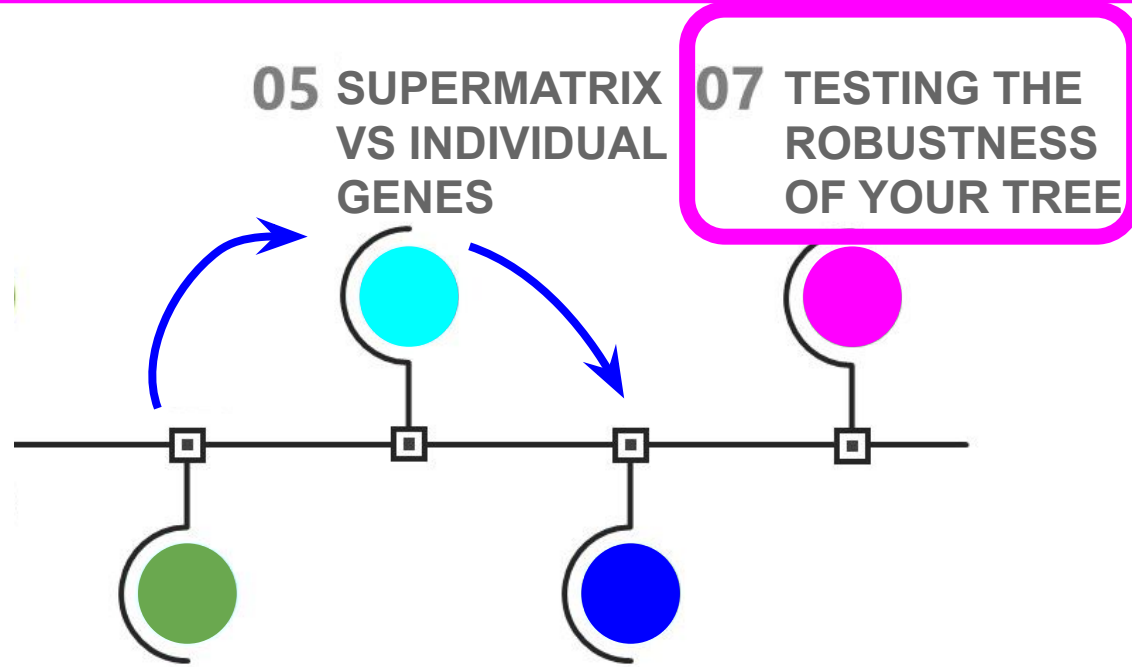 05 SUPERMATRIX
VS INDIVIDUAL
GENES
07 TESTING THE
ROBUSTNESS
OF YOUR TREE